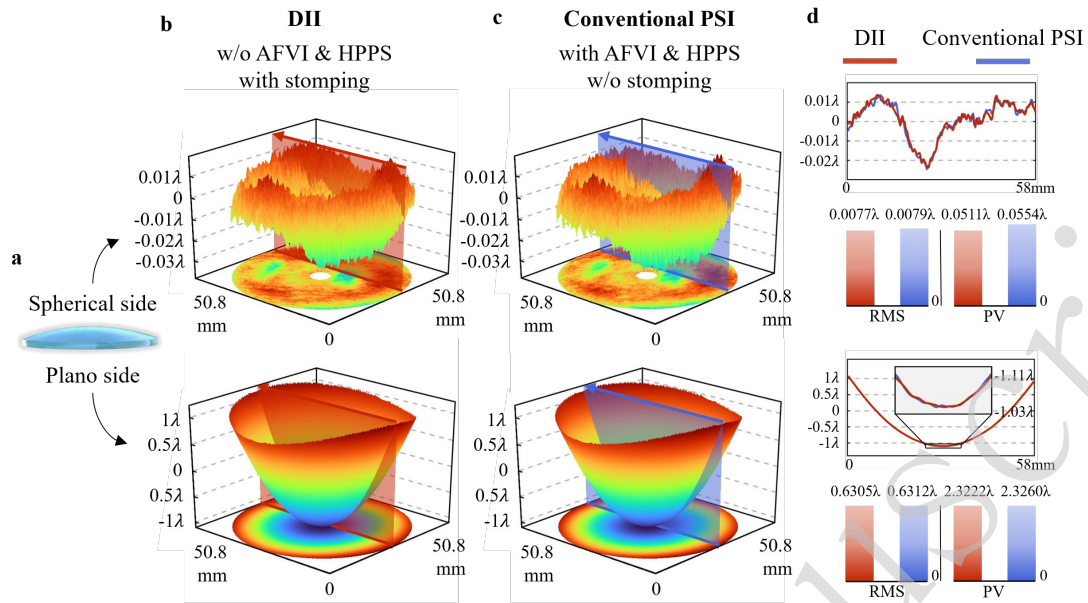 a
Spherical side
Plano side
b
DII
w/o AFVI & HPPS
with stomping
0.01λ
0
-0.01λ
-0.02λ
-0.03λ
50.8
mm
50.8
mm
0
1λ
0.5λ
0
0.5λ
-1λ
50.8
mm
50.8
mm
0
c
Conventional PSI
with AFVI & HPPS
w/o stomping
0.01λ
0
-0.01λ
-0.02λ
-0.03λ
50.8
mm
50.8
mm
0
1λ
0.5λ
0
0.5λ
-1λ
50.8
mm
50.8
mm
0
d
DII Conventional PSI
0.01λ
0
-0.01λ
-0.02λ
0 58mm
0.0077λ 0.0079λ 0.0511λ 0.0554λ
0 0
RMS PV
1λ
0.5λ
0
-0.5λ
-1λ
-1.11λ
-1.03λ
0 58mm
0.6305λ 0.6312λ 2.3222λ 2.3260λ
0 0
RMS PV